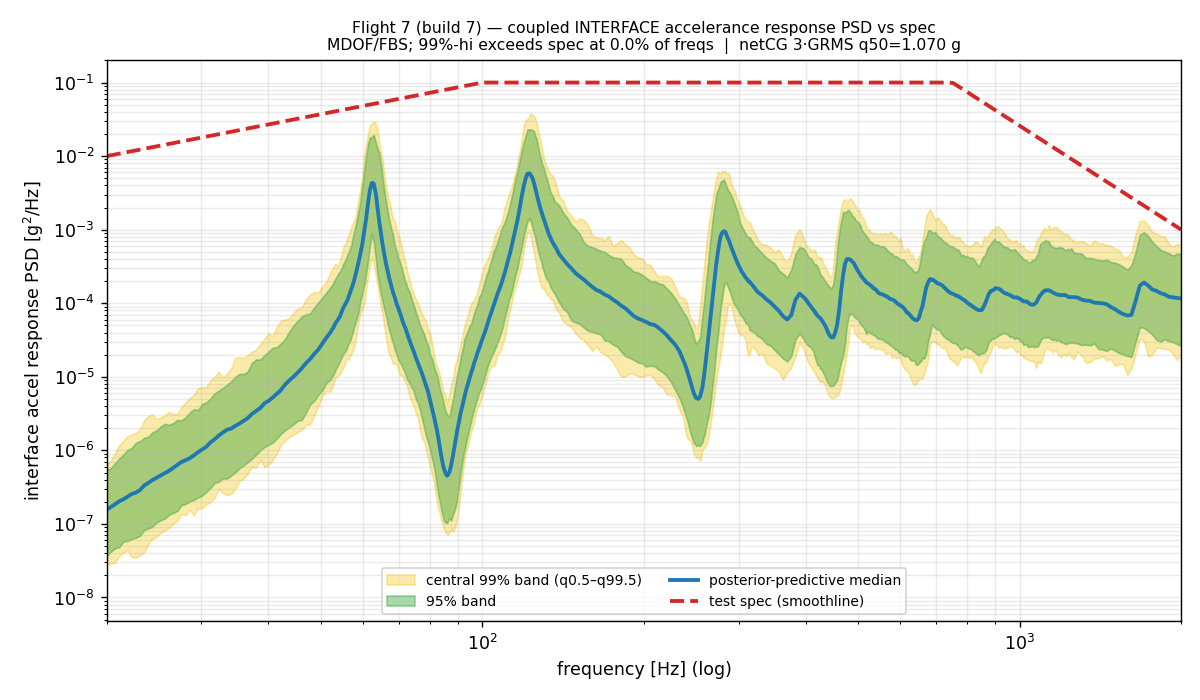 Flight 7 (build 7) — coupled INTERFACE accelerance response PSD vs spec
MDOF/FBS; 99%-hi exceeds spec at 0.0% of freqs | netCG 3·GRMS q50=1.070 g
10⁻¹
10⁻²
10⁻³
10⁻⁴
10⁻⁵
10⁻⁶
10⁻⁷
10⁻⁸
interface accel response PSD [g²/Hz]
central 99% band (q0.5–q99.5)
95% band
posterior-predictive median
test spec (smoothline)
10²
10³
frequency [Hz] (log)